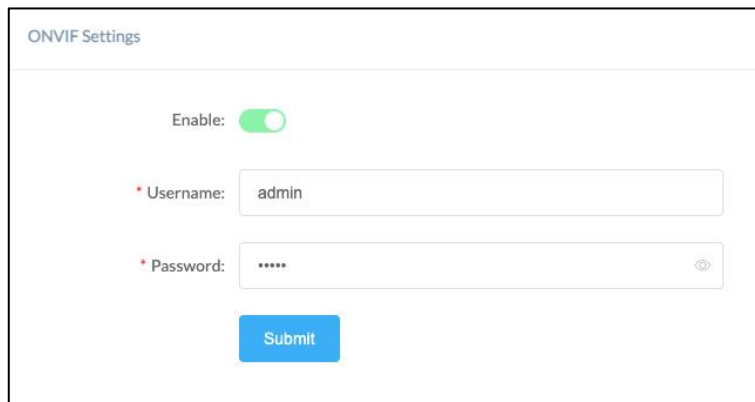 ONVIF Settings
Enable:
* Username: admin
* Password: •••••
Submit